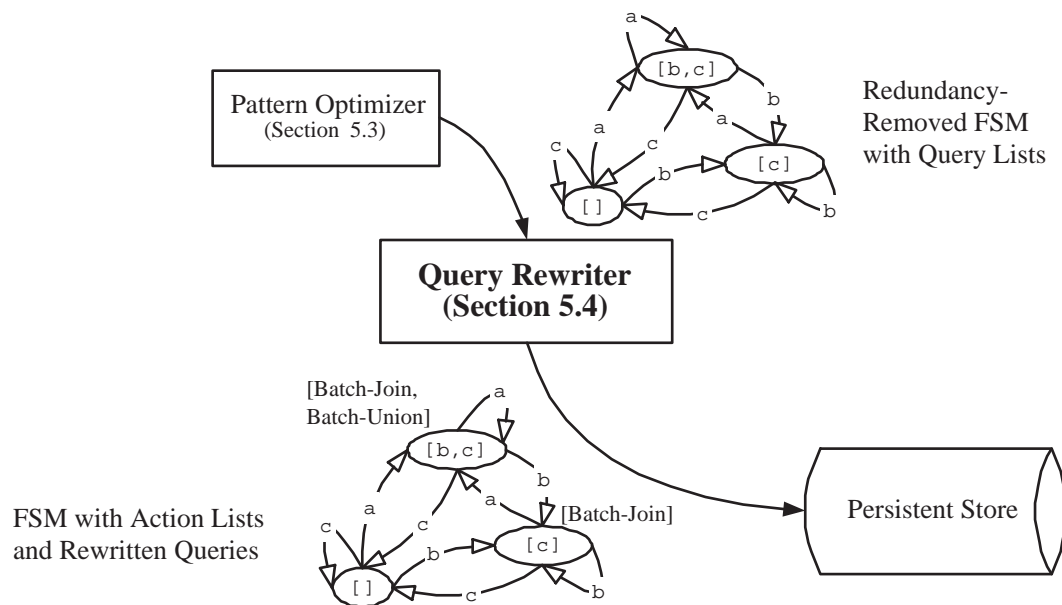 a
[b,c]
Pattern Optimizer
(Section 5.3)
b
Redundancy-
Removed FSM
with Query Lists
a
a
c
c
b
[c]
[]
c
b
Query Rewriter
(Section 5.4)
[Batch-Join,
Batch-Union]
a
[b,c]
b
a
a
[Batch-Join]
c
c
FSM with Action Lists
and Rewritten Queries
b
[c]
[]
c
b
Persistent Store